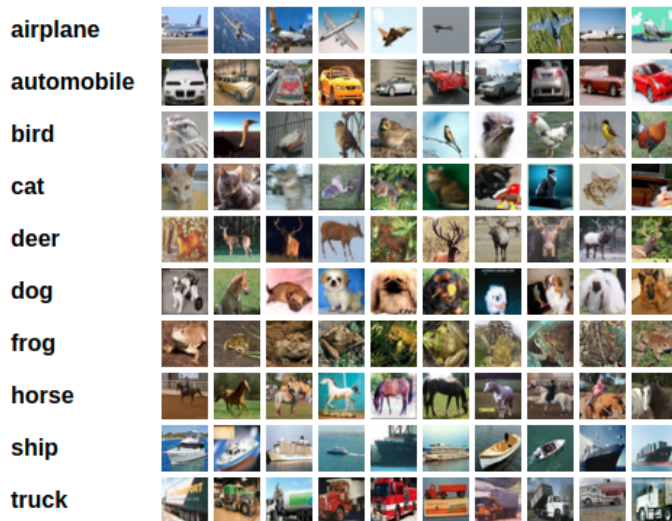 airplane
automobile
bird
cat
deer
dog
frog
horse
ship
truck